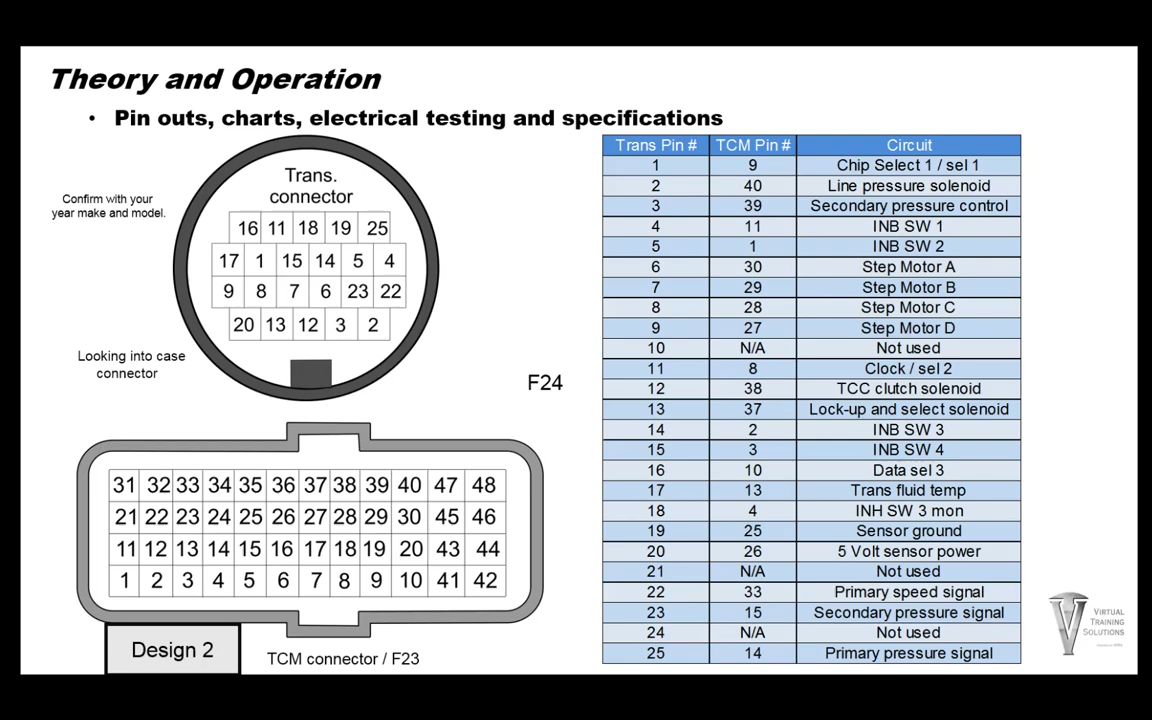 Theory and Operation
• Pin outs, charts, electrical testing and specifications
Confirm with your
year make and model.
Trans.
connector
16 11 18 19 25
17 1 15 14 5 4
9 8 7 6 23 22
20 13 12 3 2
Looking into case
connector
F24
31 32 33 34 35 36 37 38 39 40 47 48
21 22 23 24 25 26 27 28 29 30 45 46
11 12 13 14 15 16 17 18 19 20 43 44
1 2 3 4 5 6 7 8 9 10 41 42
Design 2
TCM connector / F23
Trans Pin # TCM Pin # Circuit
1 9 Chip Select 1 / sel 1
2 40 Line pressure solenoid
3 39 Secondary pressure control
4 11 INB SW 1
5 1 INB SW 2
6 30 Step Motor A
7 29 Step Motor B
8 28 Step Motor C
9 27 Step Motor D
10 N/A Not used
11 8 Clock / sel 2
12 38 TCC clutch solenoid
13 37 Lock-up and select solenoid
14 2 INB SW 3
15 3 INB SW 4
16 10 Data sel 3
17 13 Trans fluid temp
18 4 INH SW 3 mon
19 25 Sensor ground
20 26 5 Volt sensor power
21 N/A Not used
22 33 Primary speed signal
23 15 Secondary pressure signal
24 N/A Not used
25 14 Primary pressure signal
VIRTUAL
TRAINING
SOLUTIONS